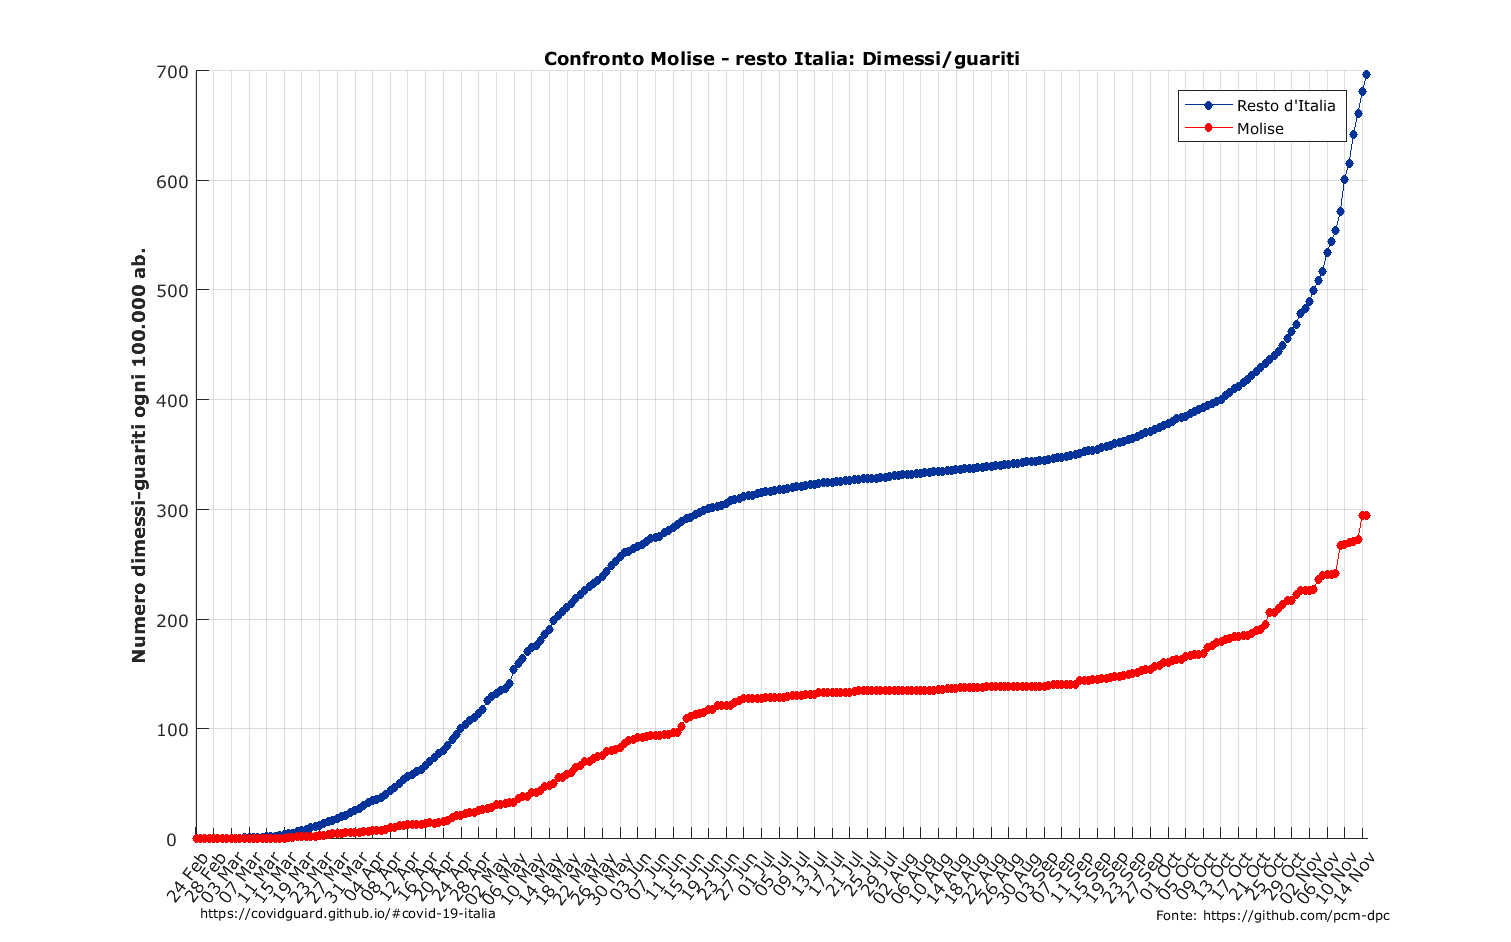 Confronto Molise - resto Italia: Dimessi/guariti
Resto d'Italia
Molise
Numero dimessi-guariti ogni 100.000 ab.
700
600
500
400
300
200
100
0
24 Feb
28 Feb
03 Mar
07 Mar
11 Mar
15 Mar
19 Mar
23 Mar
27 Mar
31 Mar
04 Apr
08 Apr
12 Apr
16 Apr
20 Apr
24 Apr
28 Apr
02 May
06 May
10 May
14 May
18 May
22 May
26 May
30 May
03 Jun
07 Jun
11 Jun
15 Jun
19 Jun
23 Jun
27 Jun
01 Jul
05 Jul
09 Jul
13 Jul
17 Jul
21 Jul
25 Jul
29 Jul
02 Aug
06 Aug
10 Aug
14 Aug
18 Aug
22 Aug
26 Aug
30 Aug
03 Sep
07 Sep
11 Sep
15 Sep
19 Sep
23 Sep
27 Sep
01 Oct
05 Oct
09 Oct
13 Oct
17 Oct
21 Oct
25 Oct
29 Oct
02 Nov
06 Nov
10 Nov
14 Nov
https://covidguard.github.io/#covid-19-italia
Fonte: https://github.com/pcm-dpc